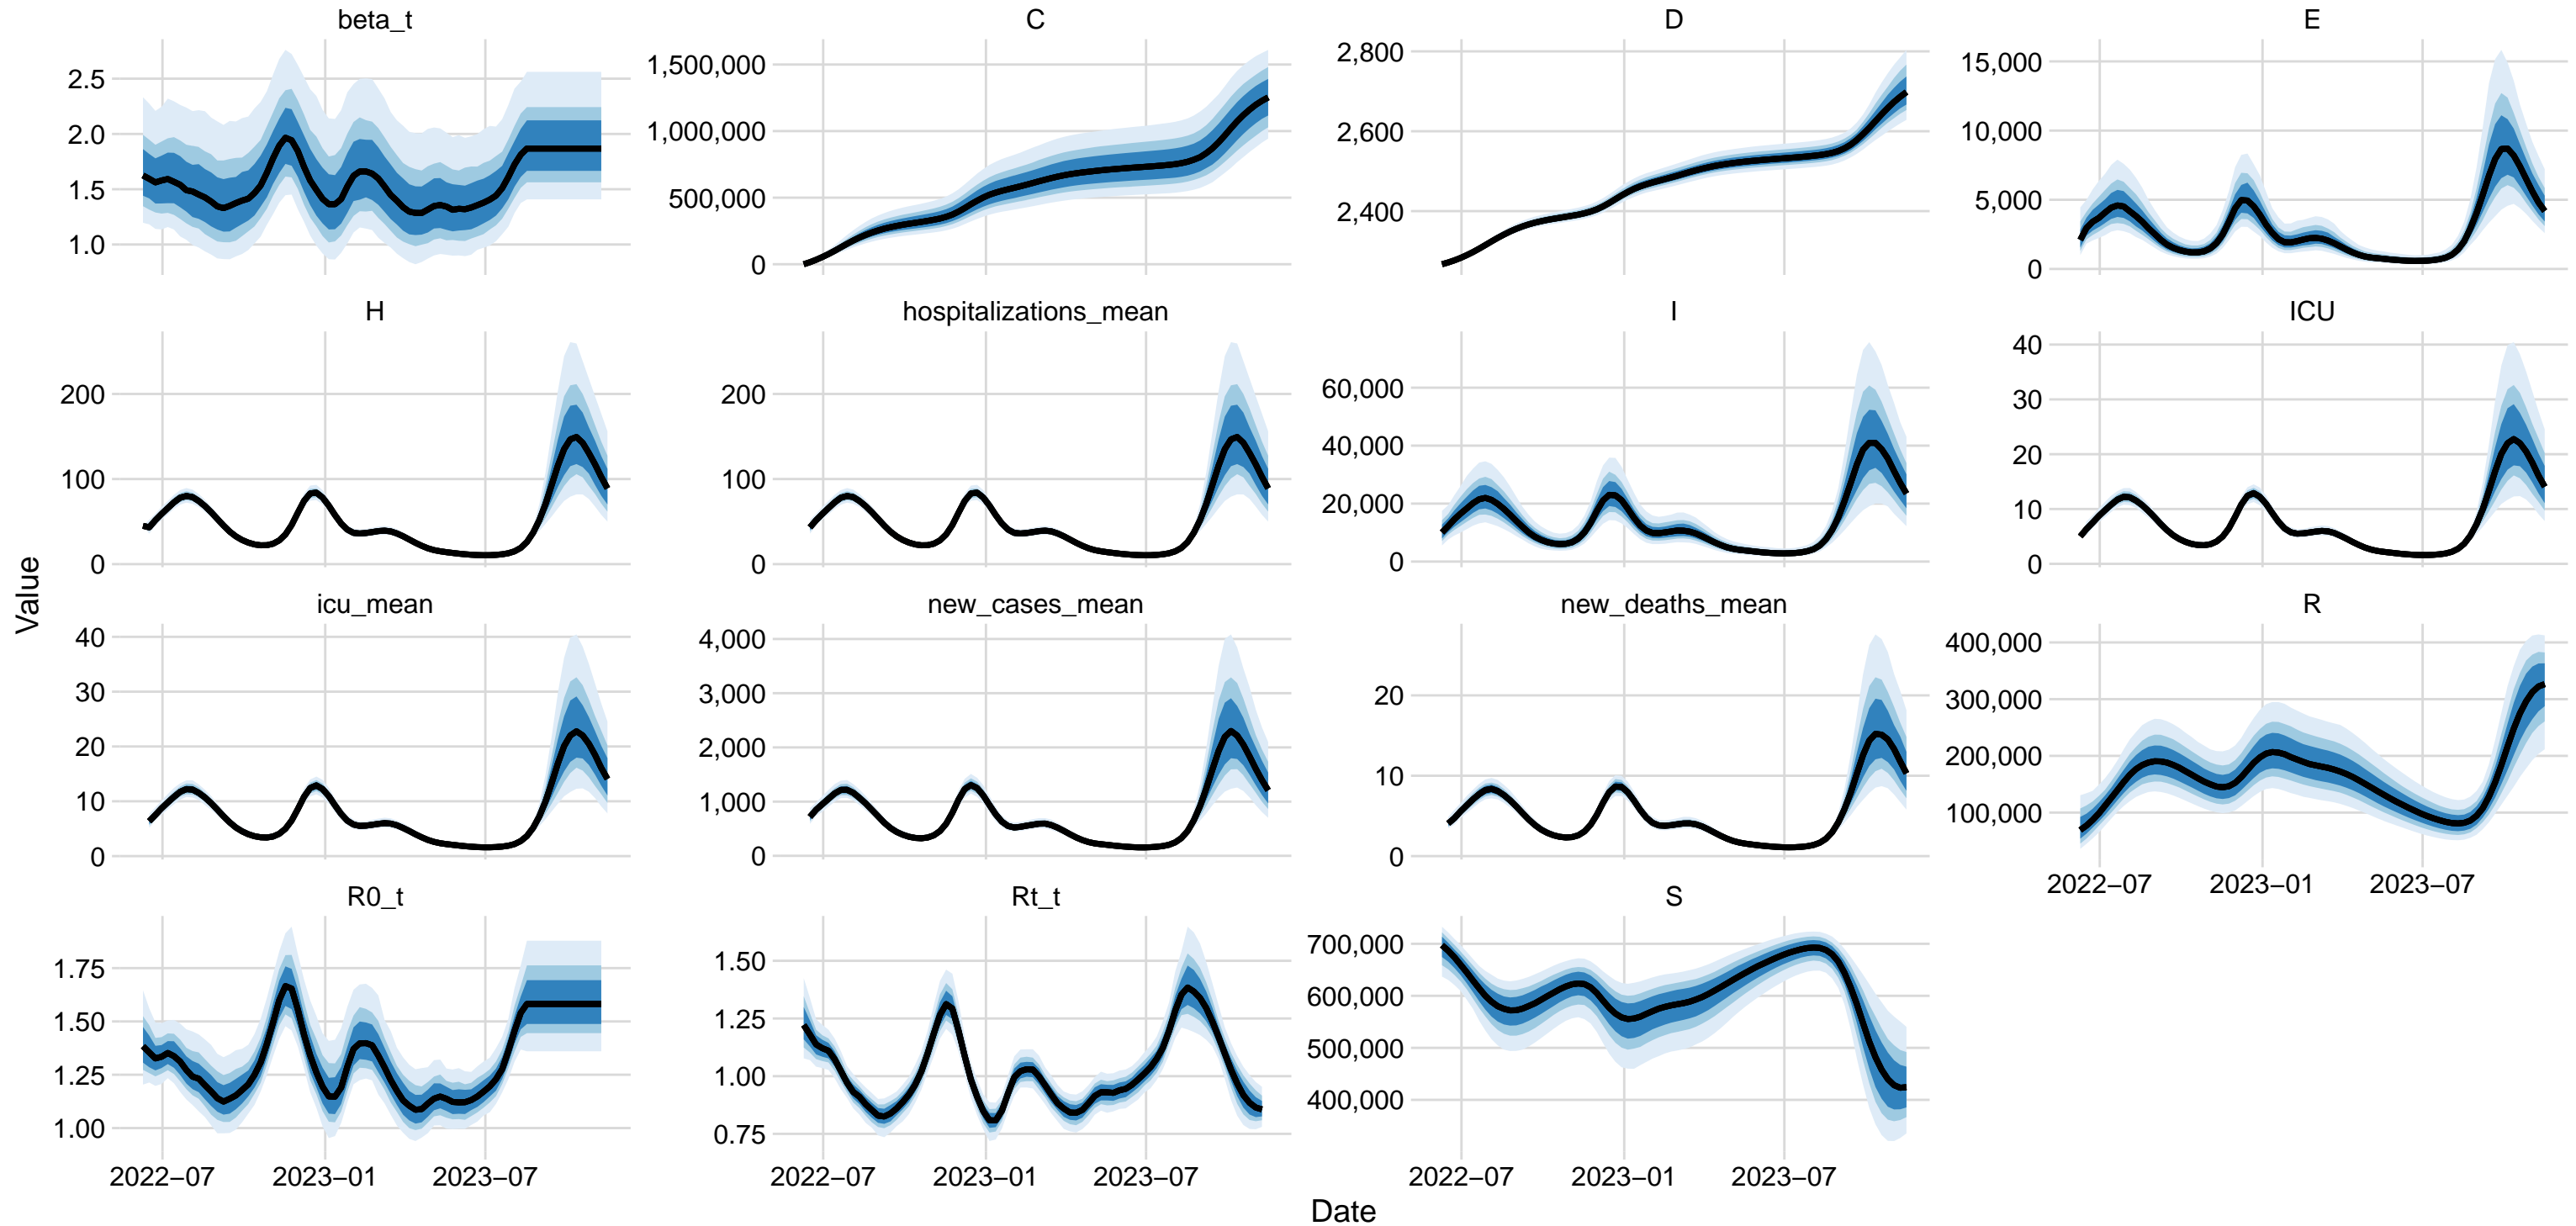 beta_t
C
D
E
2.5
2.0
1.5
1.0
1,500,000
1,000,000
500,000
0
2,800
2,600
2,400
15,000
10,000
5,000
0
H
hospitalizations_mean
I
ICU
200
100
0
200
100
0
60,000
40,000
20,000
0
40
30
20
10
0
Value
icu_mean
new_cases_mean
new_deaths_mean
R
40
30
20
10
0
4,000
3,000
2,000
1,000
0
20
10
0
400,000
300,000
200,000
100,000
2022−07 2023−01 2023−07
R0_t
Rt_t
S
1.75
1.50
1.25
1.00
1.50
1.25
1.00
0.75
700,000
600,000
500,000
400,000
2022−07 2023−01 2023−07
2022−07 2023−01 2023−07
2022−07 2023−01 2023−07
Date